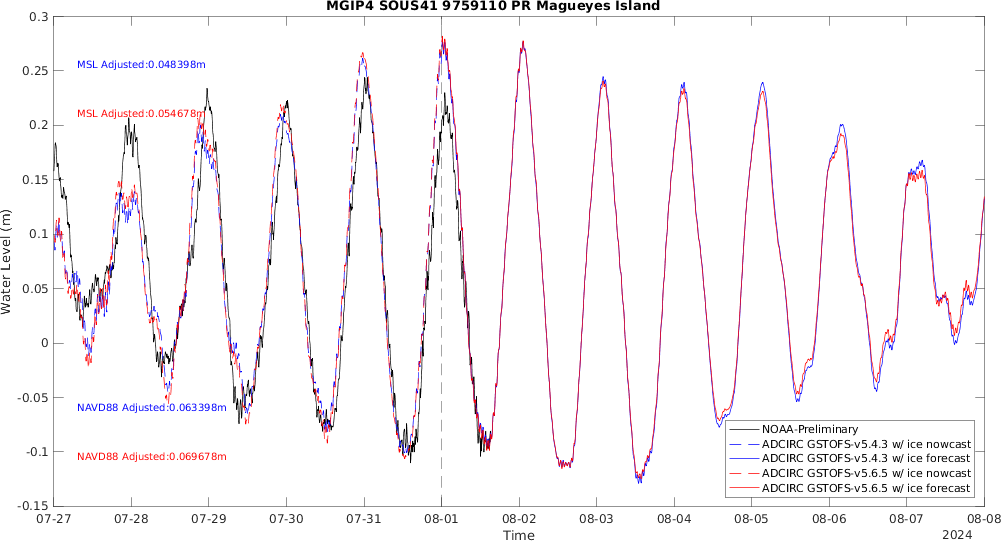 MGIP4 SOUS41 9759110 PR Magueyes Island
0.3
0.25
0.2
0.15
0.1
0.05
0
-0.05
-0.1
-0.15
Water Level (m)
MSL Adjusted:0.048398m
MSL Adjusted:0.054678m
NAVD88 Adjusted:0.063398m
NAVD88 Adjusted:0.069678m
NOAA-Preliminary
ADCIRC GSTOFS-v5.4.3 w/ ice nowcast
ADCIRC GSTOFS-v5.4.3 w/ ice forecast
ADCIRC GSTOFS-v5.6.5 w/ ice nowcast
ADCIRC GSTOFS-v5.6.5 w/ ice forecast
07-27 07-28 07-29 07-30 07-31 08-01 08-02 08-03 08-04 08-05 08-06 08-07 08-08
Time
2024